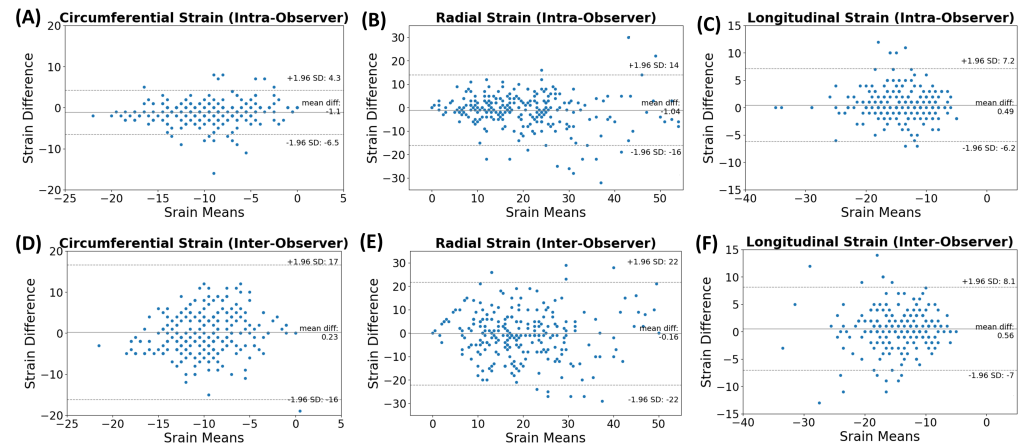 (A)
Circumferential Strain (Intra-Observer)
20
15
10
5
0
−5
−10
−20
Strain Difference
+1.96 SD: 4.3
mean diff:
-1.1
-1.96 SD: -6.5
−25 −20 −15 −10 −5 0 5
Srain Means
(B)
Radial Strain (Intra-Observer)
30
20
10
0
−10
−20
−30
Strain Difference
+1.96 SD: 14
mean diff:
-1.04
-1.96 SD: -16
0 10 20 30 40 50
Srain Means
(C)
Longitudinal Strain (Intra-Observer)
15
10
5
0
−5
−10
−15
Strain Difference
+1.96 SD: 7.2
mean diff:
0.49
-1.96 SD: -6.2
−40 −30 −20 −10 0
Srain Means
(D)
Circumferential Strain (Inter-Observer)
20
15
10
5
0
−5
−10
−20
Strain Difference
+1.96 SD: 17
mean diff:
0.23
-1.96 SD: -16
−25 −20 −15 −10 −5 0 5
Srain Means
(E)
Radial Strain (Inter-Observer)
30
20
10
0
−10
−20
−30
Strain Difference
+1.96 SD: 22
mean diff:
-0.16
-1.96 SD: -22
0 10 20 30 40 50
Srain Means
(F)
Longitudinal Strain (Inter-Observer)
15
10
5
0
−5
−10
−15
Strain Difference
+1.96 SD: 8.1
mean diff:
0.56
-1.96 SD: -7
−40 −30 −20 −10 0
Srain Means